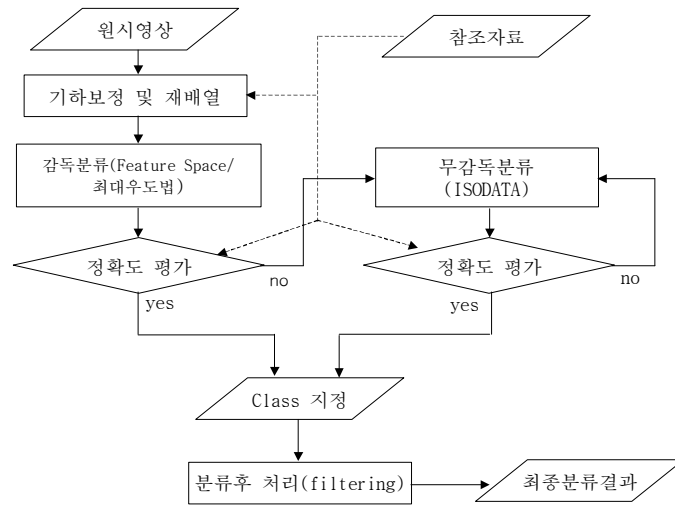 원시영상
참조자료
기하보정 및 재배열
감독분류(Feature Space/
최대우도법)
무감독분류
(ISODATA)
정확도 평가
no
정확도 평가
no
yes
yes
Class 지정
분류후 처리(filtering)
최종분류결과